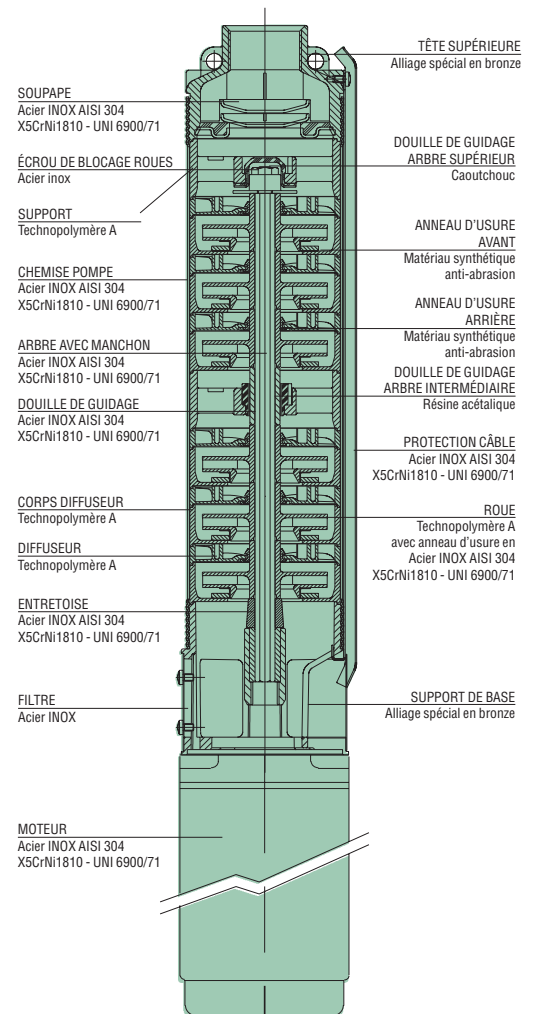 SOUPAPE
Acier INOX AISI 304
X5CrNi1810 - UNI 6900/71
ÉCROU DE BLOCAGE ROUES
Acier inox
SUPPORT
Technopolymère A
CHEMISE POMPE
Acier INOX AISI 304
X5CrNi1810 - UNI 6900/71
ARBRE AVEC MANCHON
Acier INOX AISI 304
X5CrNi1810 - UNI 6900/71
DOUILLE DE GUIDAGE
Acier INOX AISI 304
X5CrNi1810 - UNI 6900/71
CORPS DIFFUSEUR
Technopolymère A
DIFFUSEUR
Technopolymère A
ENTRETOISE
Acier INOX AISI 304
X5CrNi1810 - UNI 6900/71
FILTRE
Acier INOX
MOTEUR
Acier INOX AISI 304
X5CrNi1810 - UNI 6900/71
TÊTE SUPÉRIEURE
Alliage spécial en bronze
DOUILLE DE GUIDAGE
ARBRE SUPÉRIEUR
Caoutchouc
ANNEAU D'USURE
AVANT
Matériau synthétique
anti-abrasion
ANNEAU D'USURE
ARRIÈRE
Matériau synthétique
anti-abrasion
DOUILLE DE GUIDAGE
ARBRE INTERMÉDIAIRE
Résine acétalique
PROTECTION CÂBLE
Acier INOX AISI 304
X5CrNi1810 - UNI 6900/71
ROUE
Technopolymère A
avec anneau d'usure en
Acier INOX AISI 304
X5CrNi1810 - UNI 6900/71
SUPPORT DE BASE
Alliage spécial en bronze